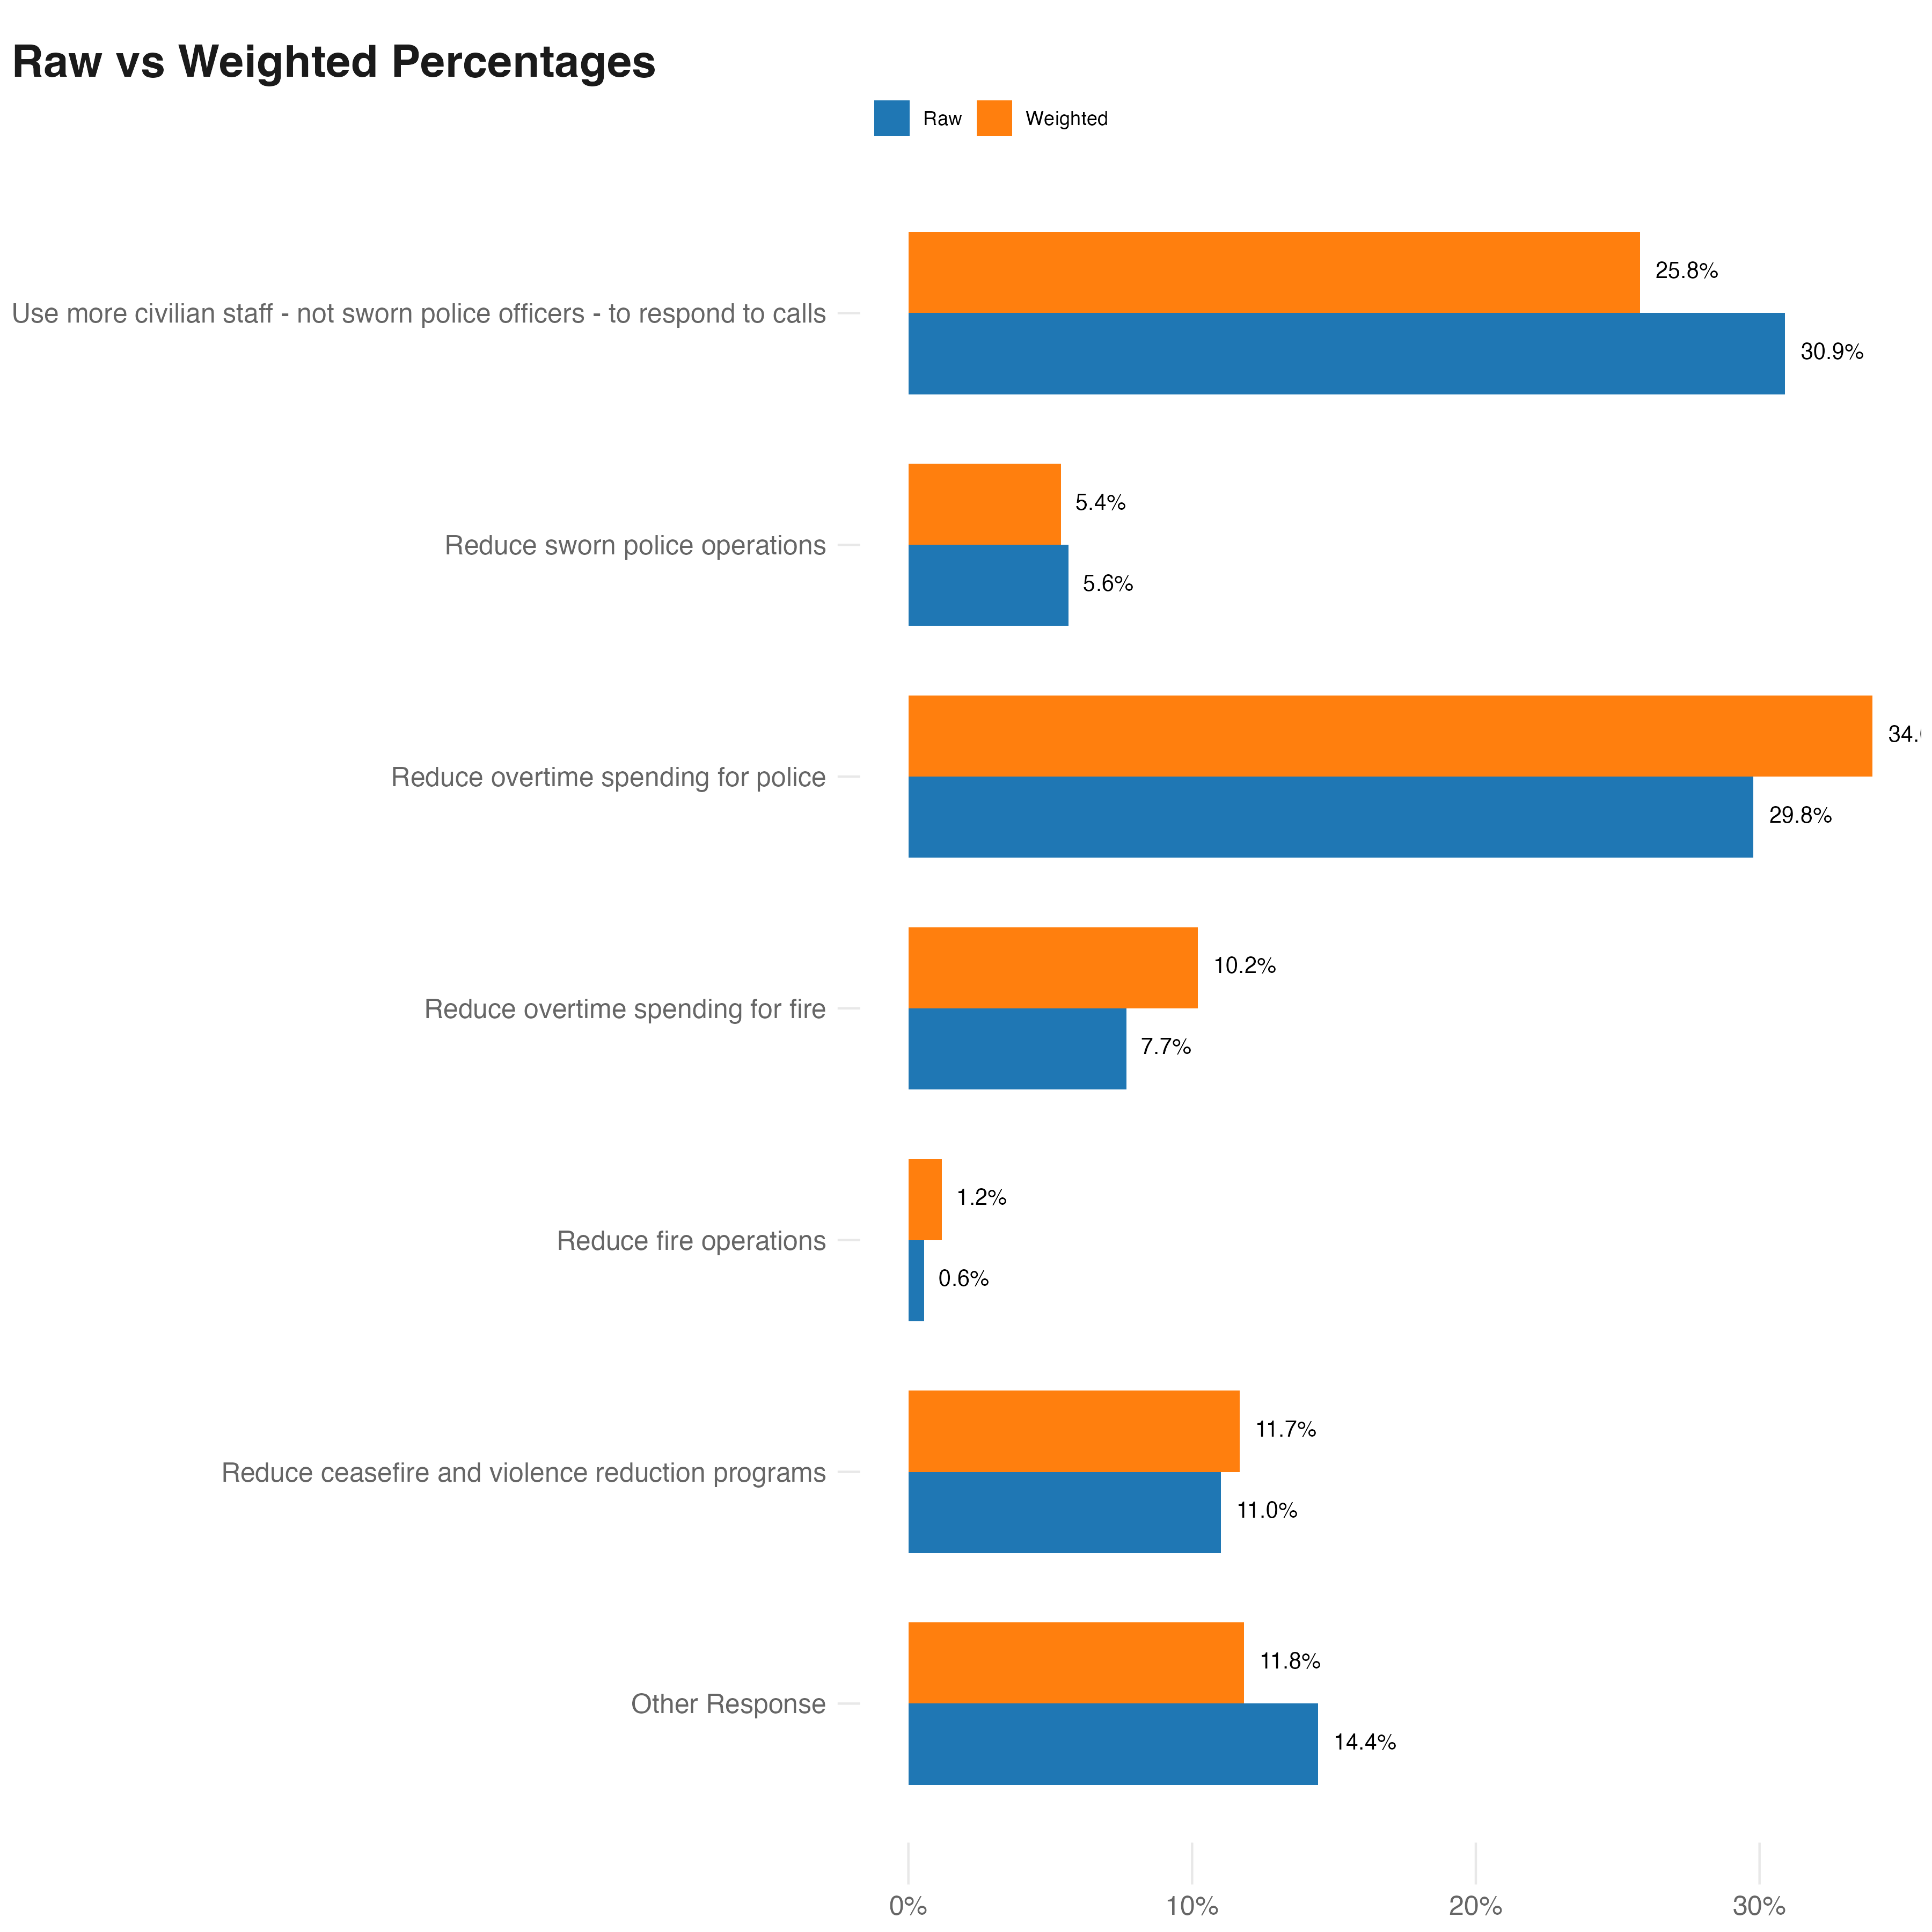 Raw vs Weighted Percentages
Raw Weighted
Use more civilian staff - not sworn police officers - to respond to calls
25.8%
30.9%
Reduce sworn police operations
5.4%
5.6%
Reduce overtime spending for police
34.
29.8%
Reduce overtime spending for fire
10.2%
7.7%
Reduce fire operations
1.2%
0.6%
Reduce ceasefire and violence reduction programs
11.7%
11.0%
Other Response
11.8%
14.4%
0% 10% 20% 30%